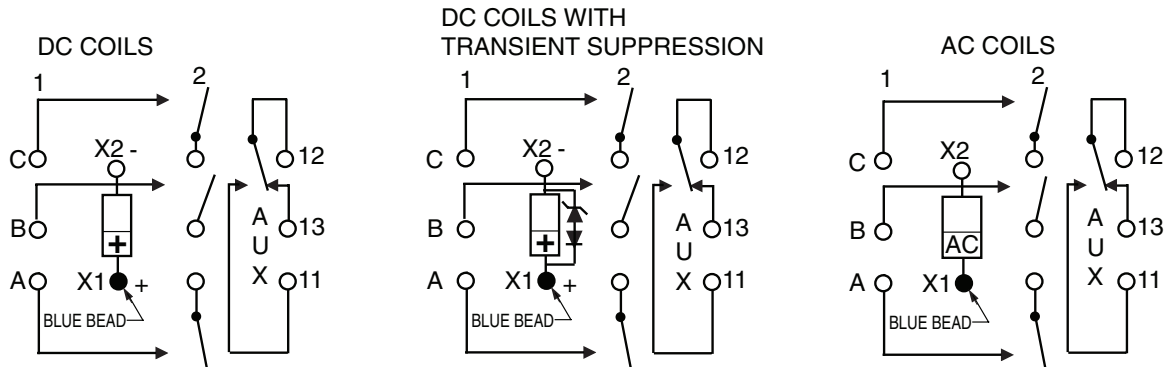 DC COILS
1
2
C
X2 -
12
B
A
U
X
13
+
A
X1
+
11
BLUE BEAD
DC COILS WITH
TRANSIENT SUPPRESSION
1
2
C
X2 -
12
B
A
U
X
13
+
A
X1
+
11
BLUE BEAD
AC COILS
1
2
C
X2
12
B
A
U
X
13
AC
A
X1
11
BLUE BEAD